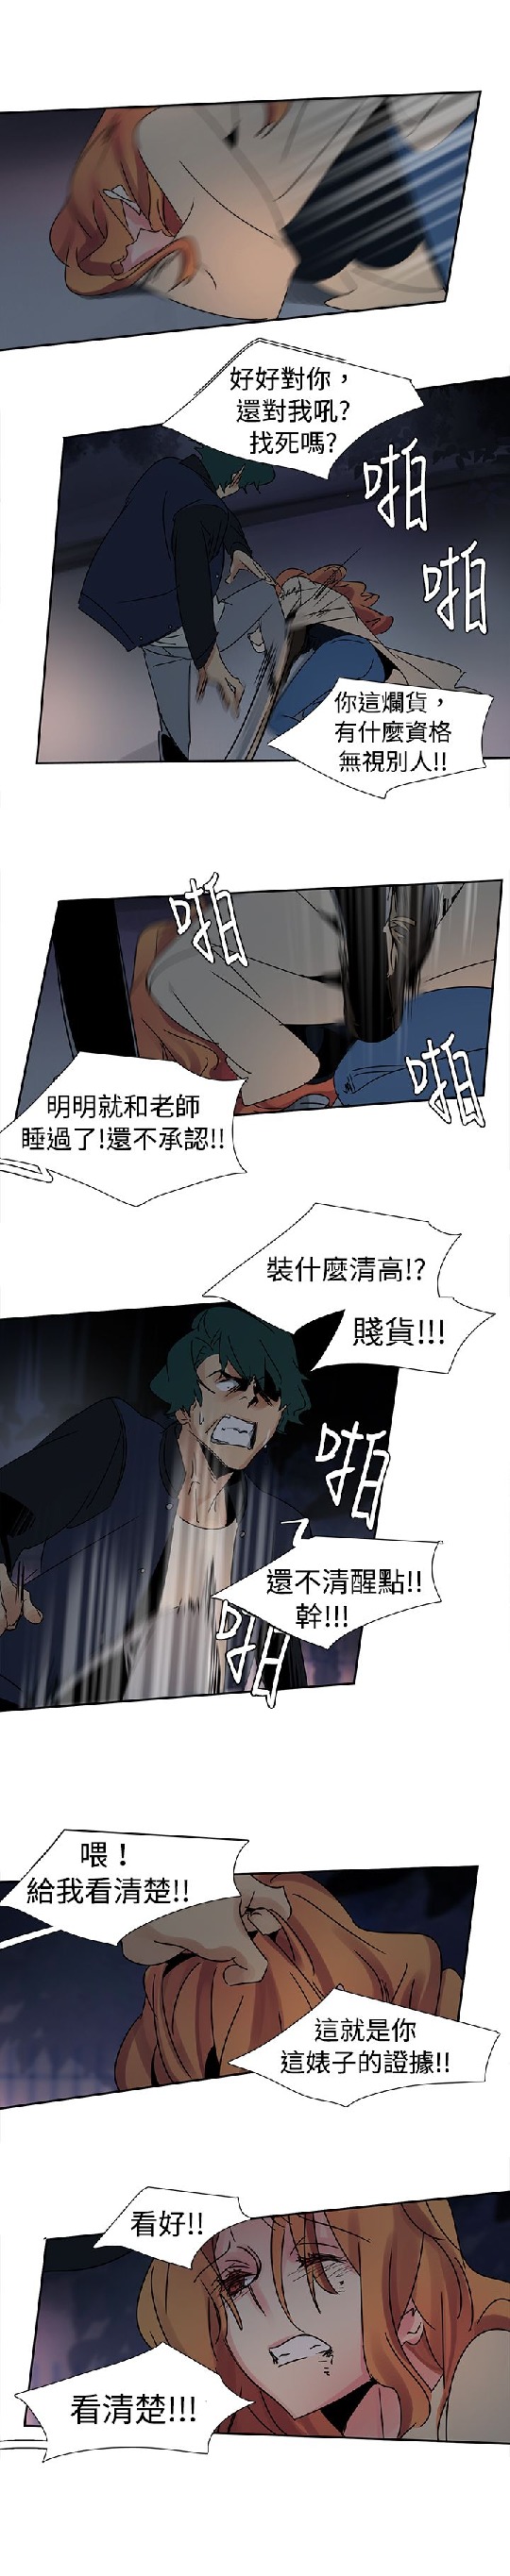 好好對你，
還對我吼?
找死嗎?
啪
啪
你這爛貨，
有什麼資格
無視別人!!
啪
啪
明明就和老師
睡過了!還不承認!!
裝什麼清高!?
賤貨!!!
啪
還不清醒點!!
幹!!!
啪
喂！
給我看清楚!!
這就是你
這婊子的證據!!
看好!!
看清楚!!!